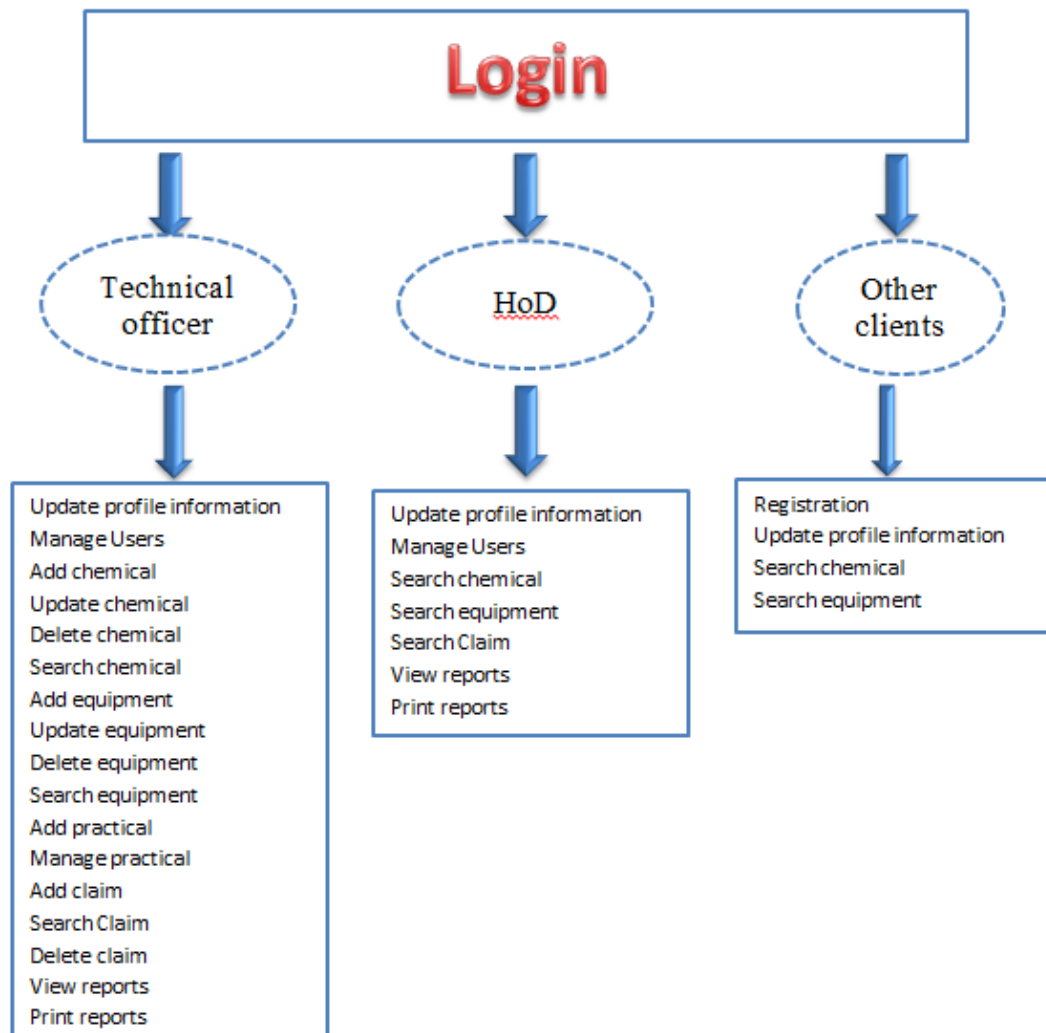 Login
Technical
officer
HoD
Other
clients
Update profile information
Manage Users
Add chemical
Update chemical
Delete chemical
Search chemical
Add equipment
Update equipment
Delete equipment
Search equipment
Add practical
Manage practical
Add claim
Search Claim
Delete claim
View reports
Print reports
Update profile information
Manage Users
Search chemical
Search equipment
Search Claim
View reports
Print reports
Registration
Update profile information
Search chemical
Search equipment